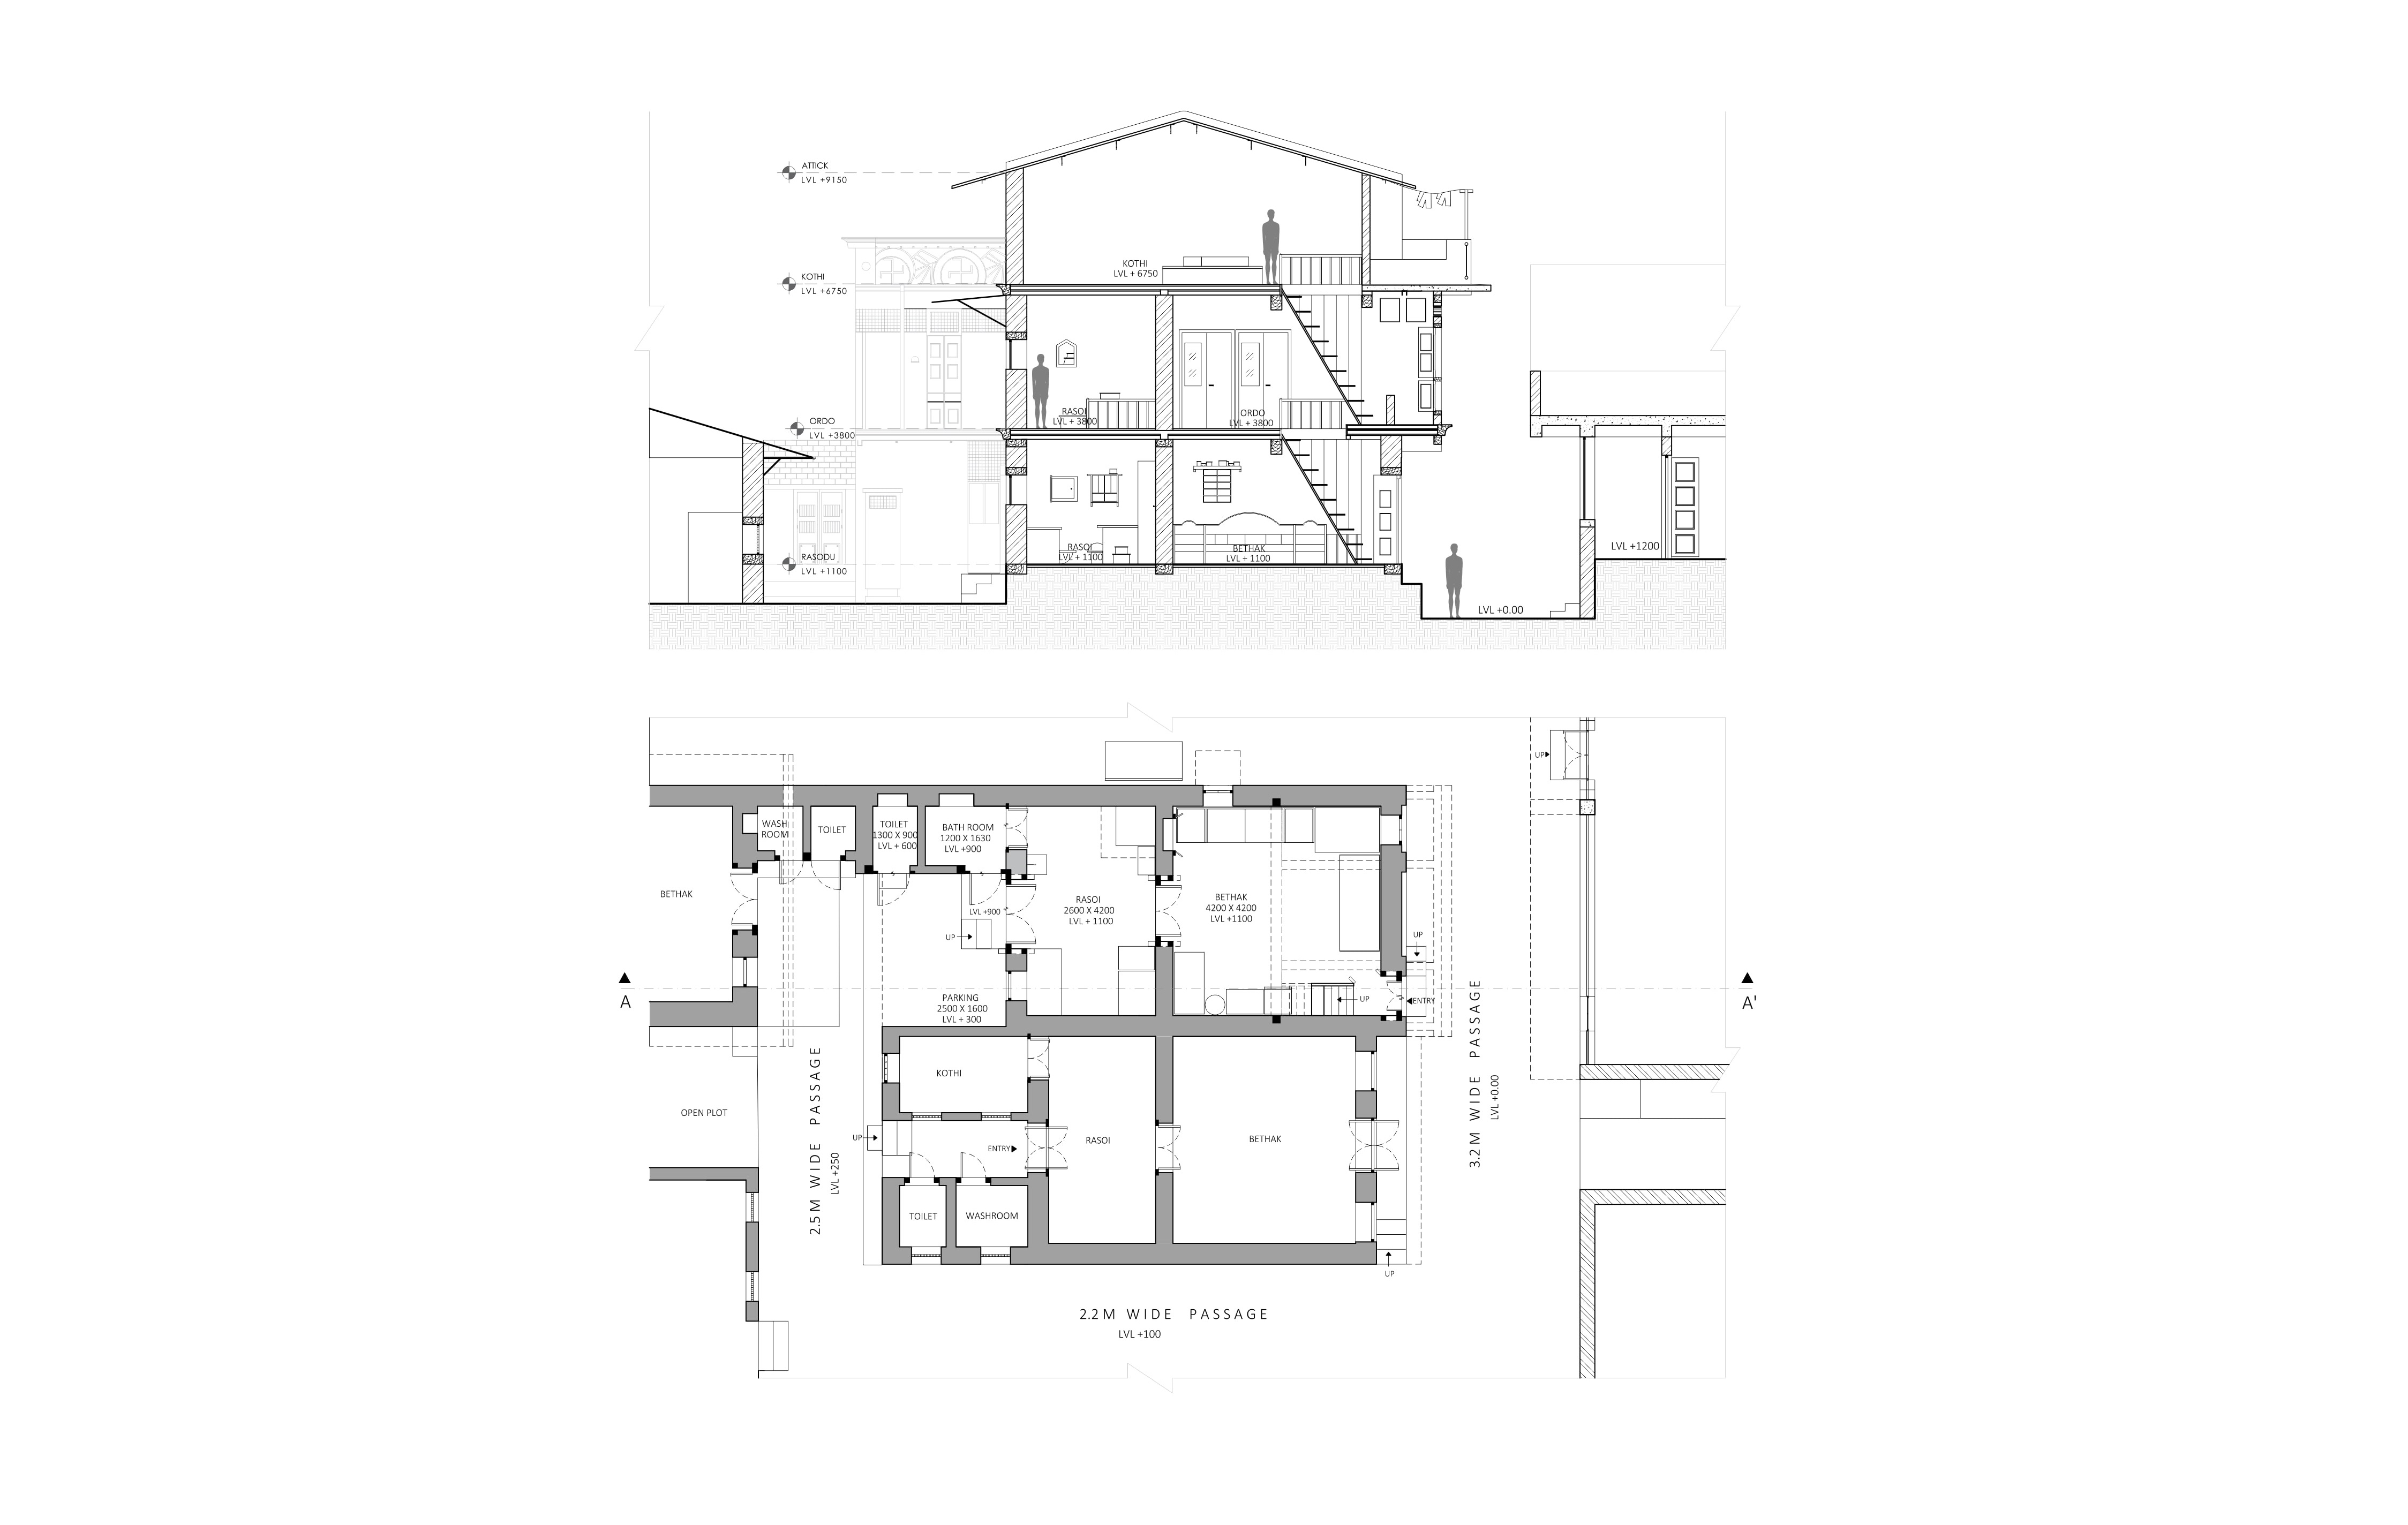 ATTICK
LVL +9150
KOTHI
LVL +6750
KOTHI
LVL + 6750
RASOI
LVL + 3800
ORDO
LVL + 3800
ORDO
LVL +3800
RASOI
LVL + 1100
BETHAK
LVL + 1100
RASODU
LVL +1100
LVL +1200
LVL +0.00
UP
WASH
ROOM
TOILET
TOILET
1300 X 900
LVL + 600
BATH ROOM
1200 X 1630
LVL +900
BETHAK
RASOI
2600 X 4200
LVL + 1100
BETHAK
4200 X 4200
LVL +1100
LVL +900
UP
UP
PARKING
2500 X 1600
LVL + 300
UP
ENTRY
A
A'
KOTHI
OPEN PLOT
UP
ENTRY
RASOI
BETHAK
TOILET
WASHROOM
UP
2.5M WIDE PASSAGE
LVL +250
3.2M WIDE PASSAGE
LVL +0.00
2.2M WIDE PASSAGE
LVL +100